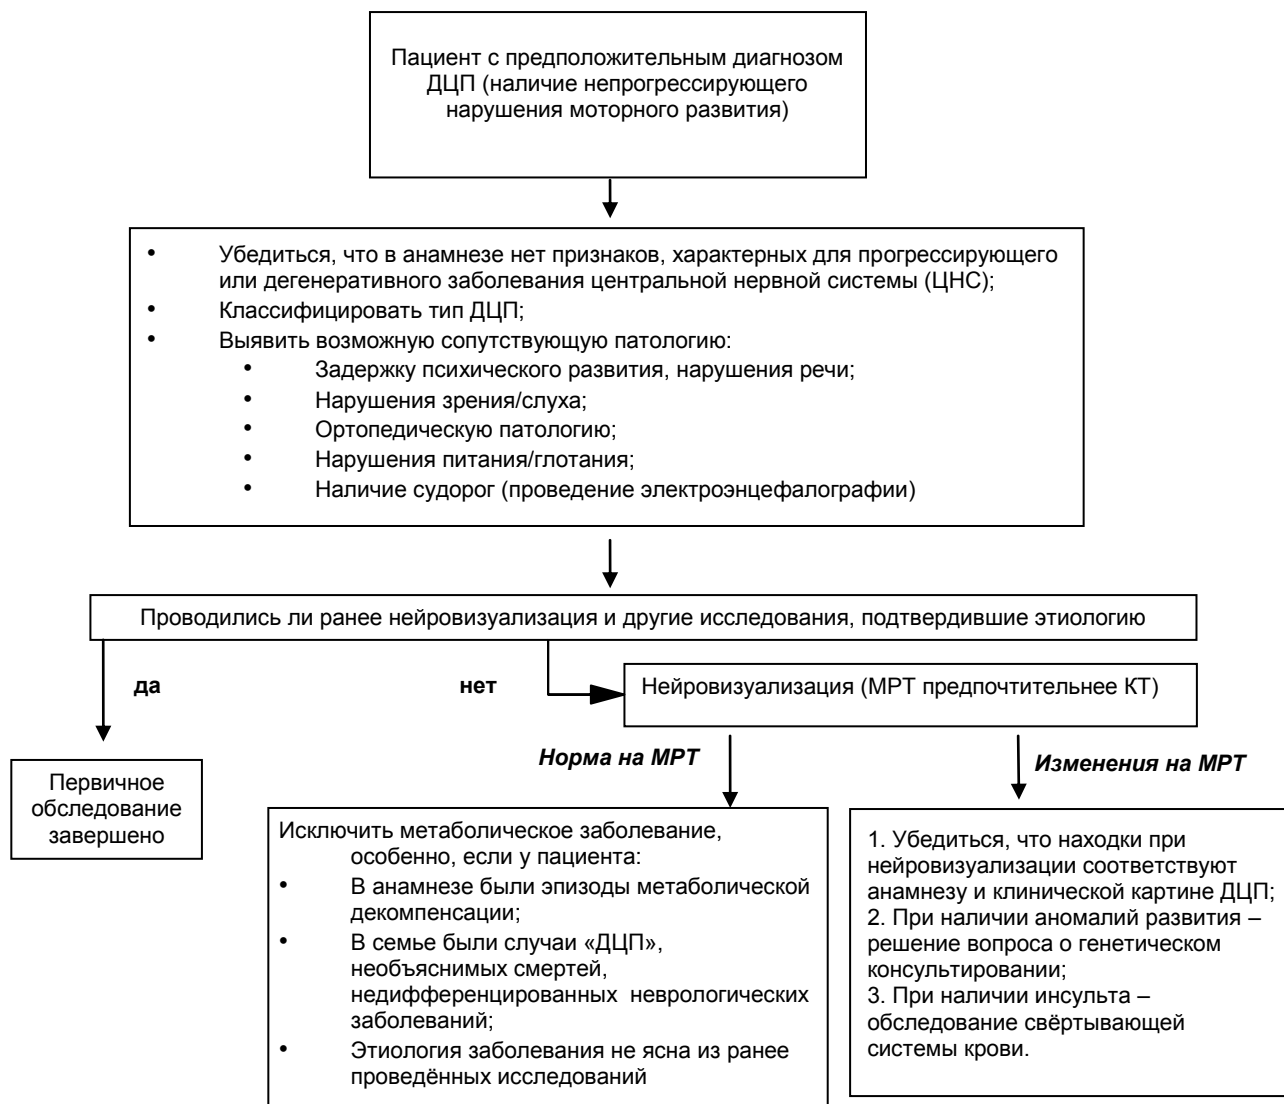 Пациент с предположительным диагнозом
ДЦП (наличие непрогрессирующего
нарушения моторного развития)
• Убедиться, что в анамнезе нет признаков, характерных для прогрессирующего
или дегенеративного заболевания центральной нервной системы (ЦНС);
• Классифицировать тип ДЦП;
• Выявить возможную сопутствующую патологию:
• Задержку психического развития, нарушения речи;
• Нарушения зрения/слуха;
• Ортопедическую патологию;
• Нарушения питания/глотания;
• Наличие судорог (проведение электроэнцефалографии)
Проводились ли ранее нейровизуализация и другие исследования, подтвердившие этиологию
да
нет
Нейровизуализация (МРТ предпочтительнее КТ)
Норма на МРТ
Изменения на МРТ
Первичное
обследование
завершено
Исключить метаболическое заболевание,
особенно, если у пациента:
• В анамнезе были эпизоды метаболической
декомпенсации;
• В семье были случаи «ДЦП»,
необъяснимых смертей,
недифференцированных неврологических
заболеваний;
• Этиология заболевания не ясна из ранее
проведённых исследований
1. Убедиться, что находки при
нейровизуализации соответствуют
анамнезу и клинической картине ДЦП;
2. При наличии аномалий развития –
решение вопроса о генетическом
консультировании;
3. При наличии инсульта –
обследование свёртывающей
системы крови.